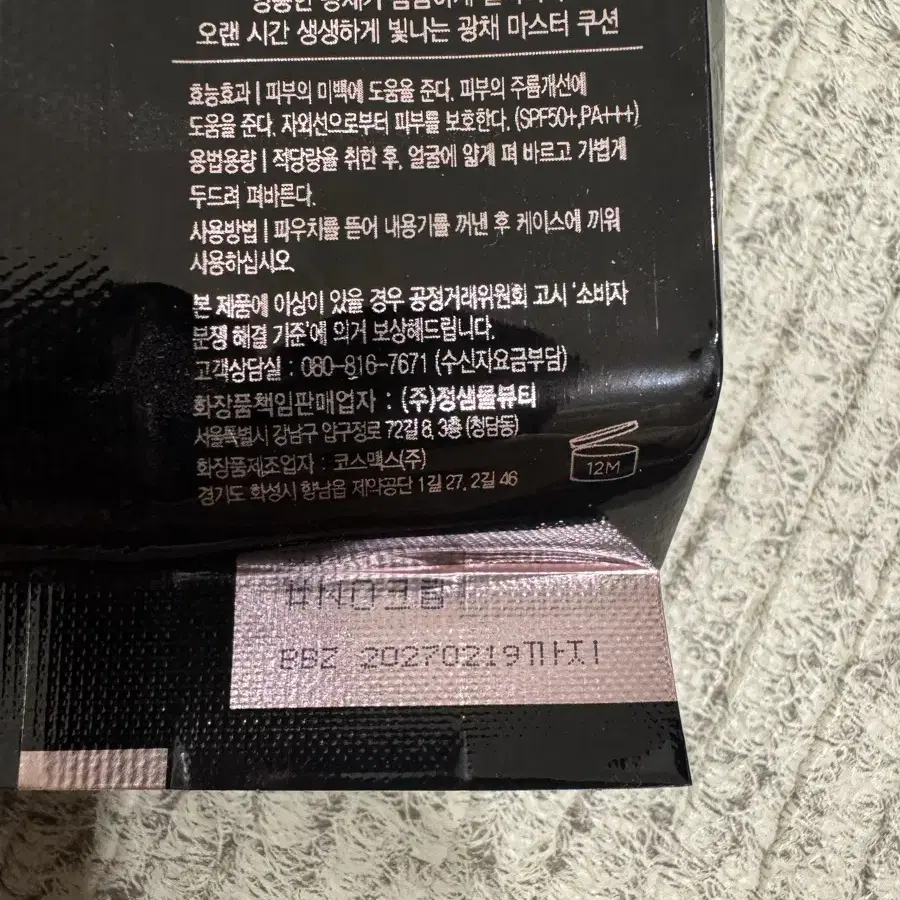 오랜 시간 생생하게 빛나는 광채 마스터 쿠션
효능효과 | 피부의 미백에 도움을 준다. 피부의 주름개선에
도움을 준다. 자외선으로부터 피부를 보호한다. (SPF50+,PA+++)
용법용량 | 적당량을 취한 후, 얼굴에 얇게 펴 바르고 가볍게
두드려 펴바른다.
사용방법 | 파우치를 뜯어 내용기를 꺼낸 후 케이스에 끼워
사용하십시오
본 제품에 이상이 있을 경우 공정거래위원회 고시 '소비자
분쟁 해결 기준'에 의거 보상해드립니다.
고객상담실 : 080-816-7671 (수신자요금부담)
화장품책임판매업자 : (주)정샘물뷰티
서울특별시 강남구 압구정로 72길 8, 3층 (청담동)
화장품제조업자 : 코스맥스(주)
경기도 화성시 향남읍 제약공단 1길 27, 2길 46
12M
BBZ 20270219까지